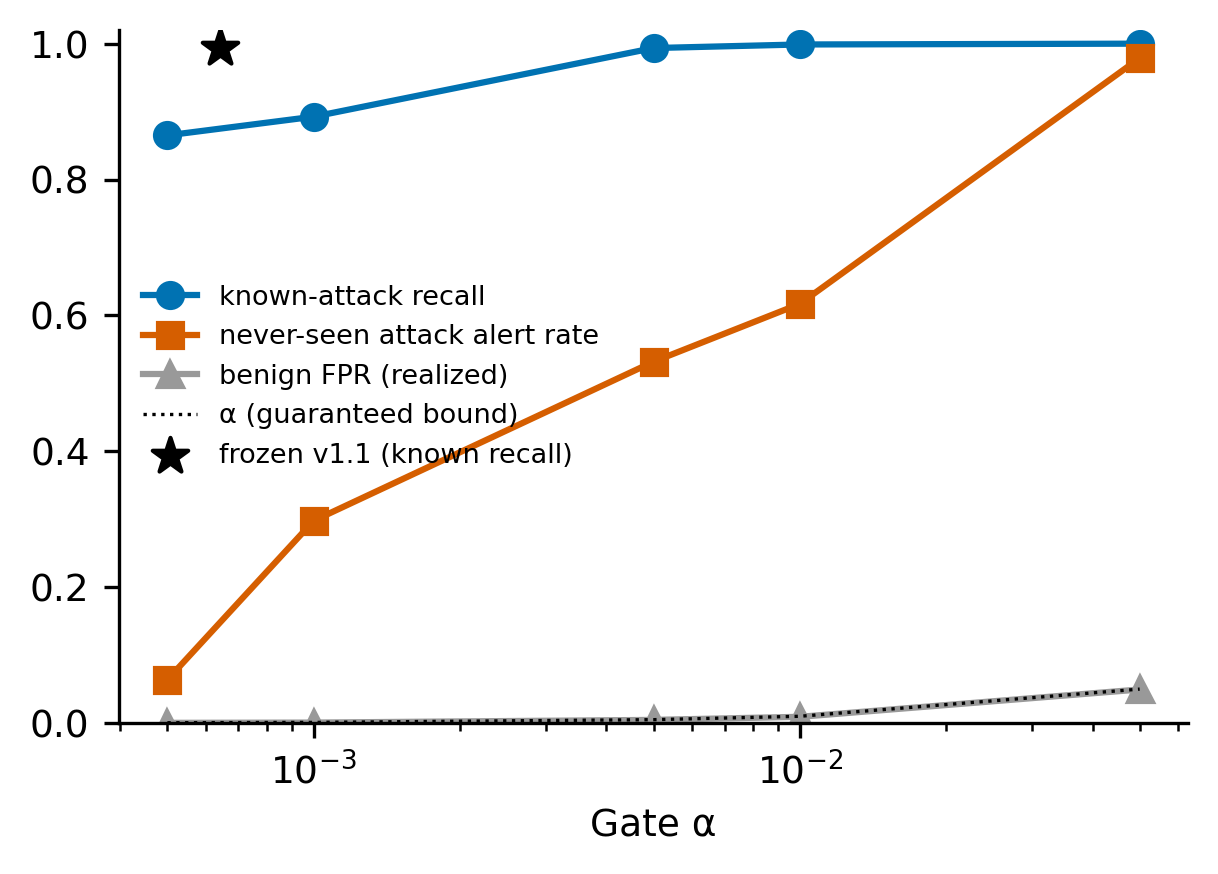 1.0
0.8
0.6
0.4
0.2
0.0
known-attack recall
never-seen attack alert rate
benign FPR (realized)
α (guaranteed bound)
frozen v1.1 (known recall)
10⁻³
10⁻²
Gate α